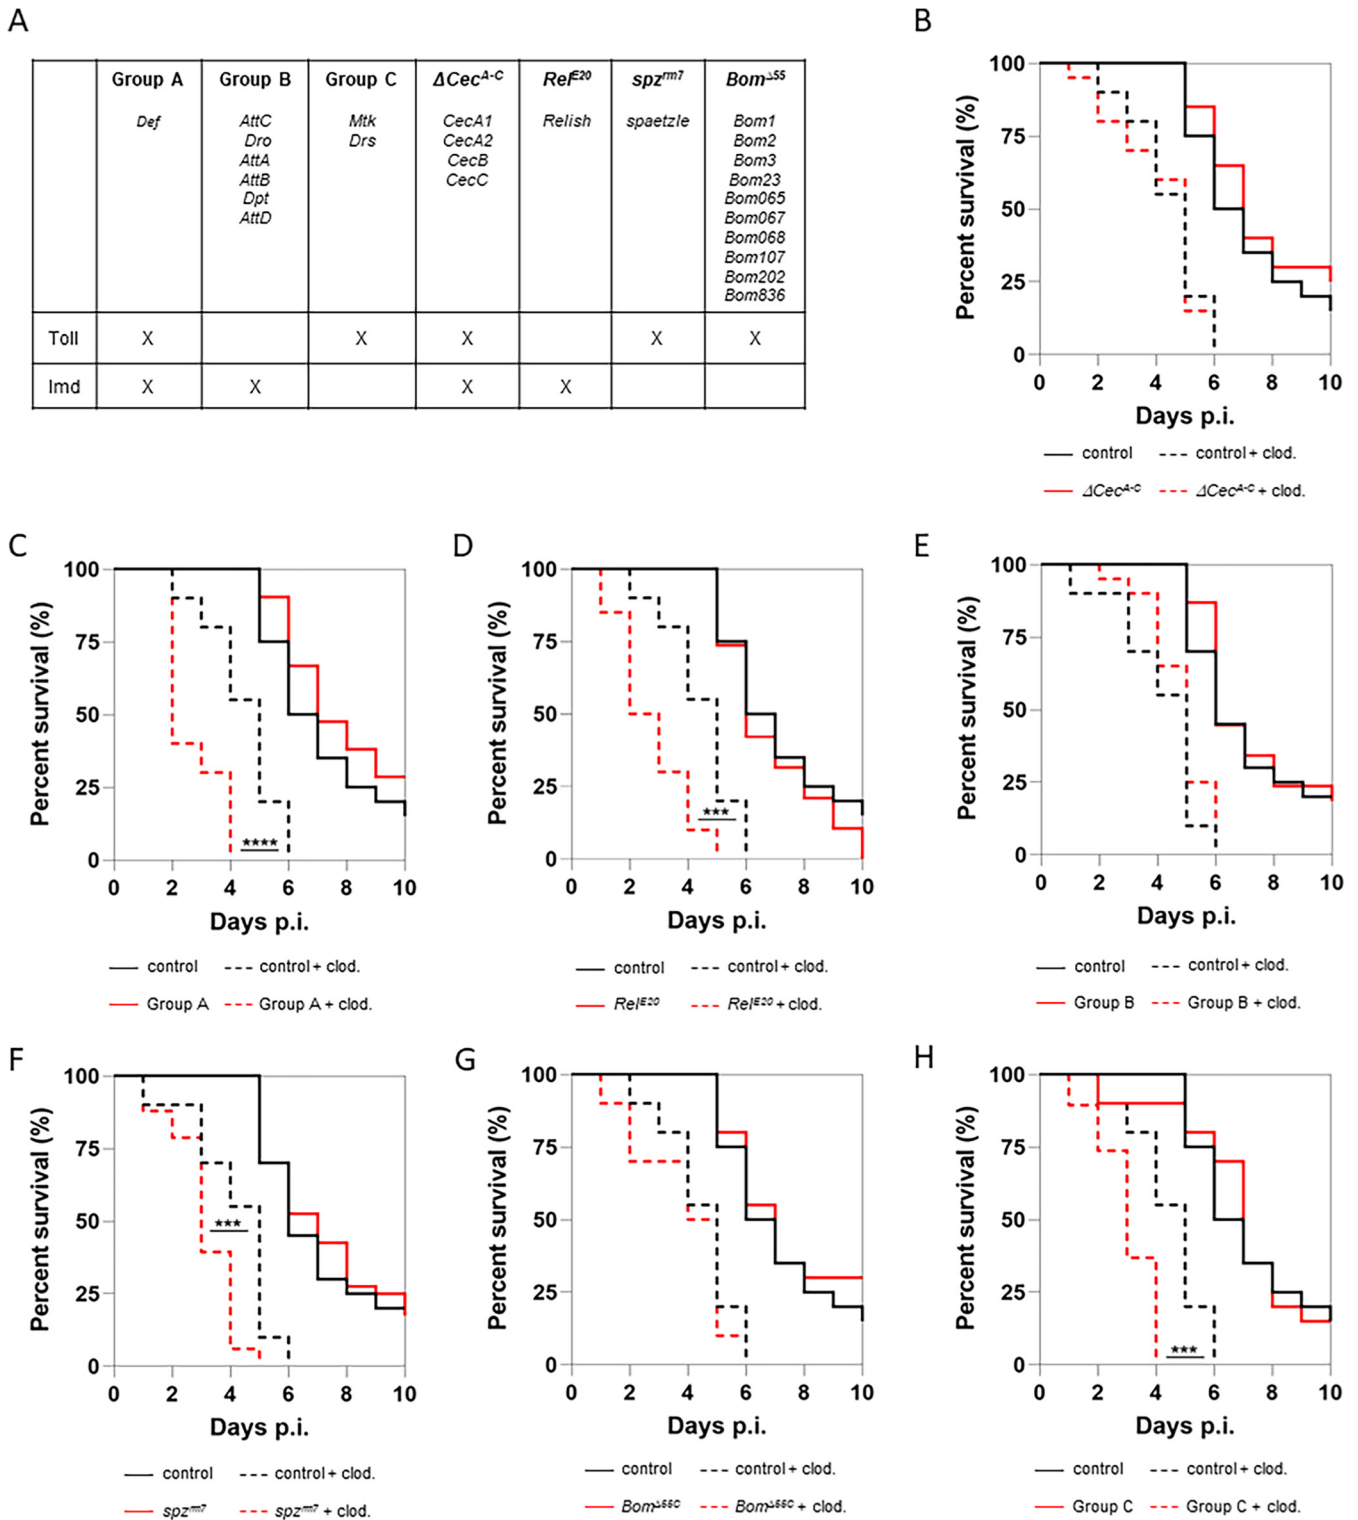 A
Group A Group B Group C ΔCec^A-C Rel^E20 spz^rm7 Bom^Δ55
Def AttC Mtk CecA1 Relish spaetzle Bom1
Dro Drs CecA2 Bom2
AttA CecB Bom3
AttB CecC Bom23
Dpt Bom065
AttD Bom067
Bom068
Bom107
Bom202
Bom836
Toll X X X X X
Imd X X X X
B
Percent survival (%)
100
75
50
25
0
0 2 4 6 8 10
Days p.i.
control control + clod.
ΔCec^A-C ΔCec^A-C + clod.
C
Percent survival (%)
100
75
50
25
0
★★★★
0 2 4 6 8 10
Days p.i.
control control + clod.
Group A Group A + clod.
D
Percent survival (%)
100
75
50
25
0
★★★
0 2 4 6 8 10
Days p.i.
control control + clod.
Rel^E20 Rel^E20 + clod.
E
Percent survival (%)
100
75
50
25
0
0 2 4 6 8 10
Days p.i.
control control + clod.
Group B Group B + clod.
F
Percent survival (%)
100
75
50
25
0
★★★
0 2 4 6 8 10
Days p.i.
control control + clod.
spz^rm7 spz^rm7 + clod.
G
Percent survival (%)
100
75
50
25
0
0 2 4 6 8 10
Days p.i.
control control + clod.
Bom^Δ55C Bom^Δ55C + clod.
H
Percent survival (%)
100
75
50
25
0
★★★
0 2 4 6 8 10
Days p.i.
control control + clod.
Group C Group C + clod.